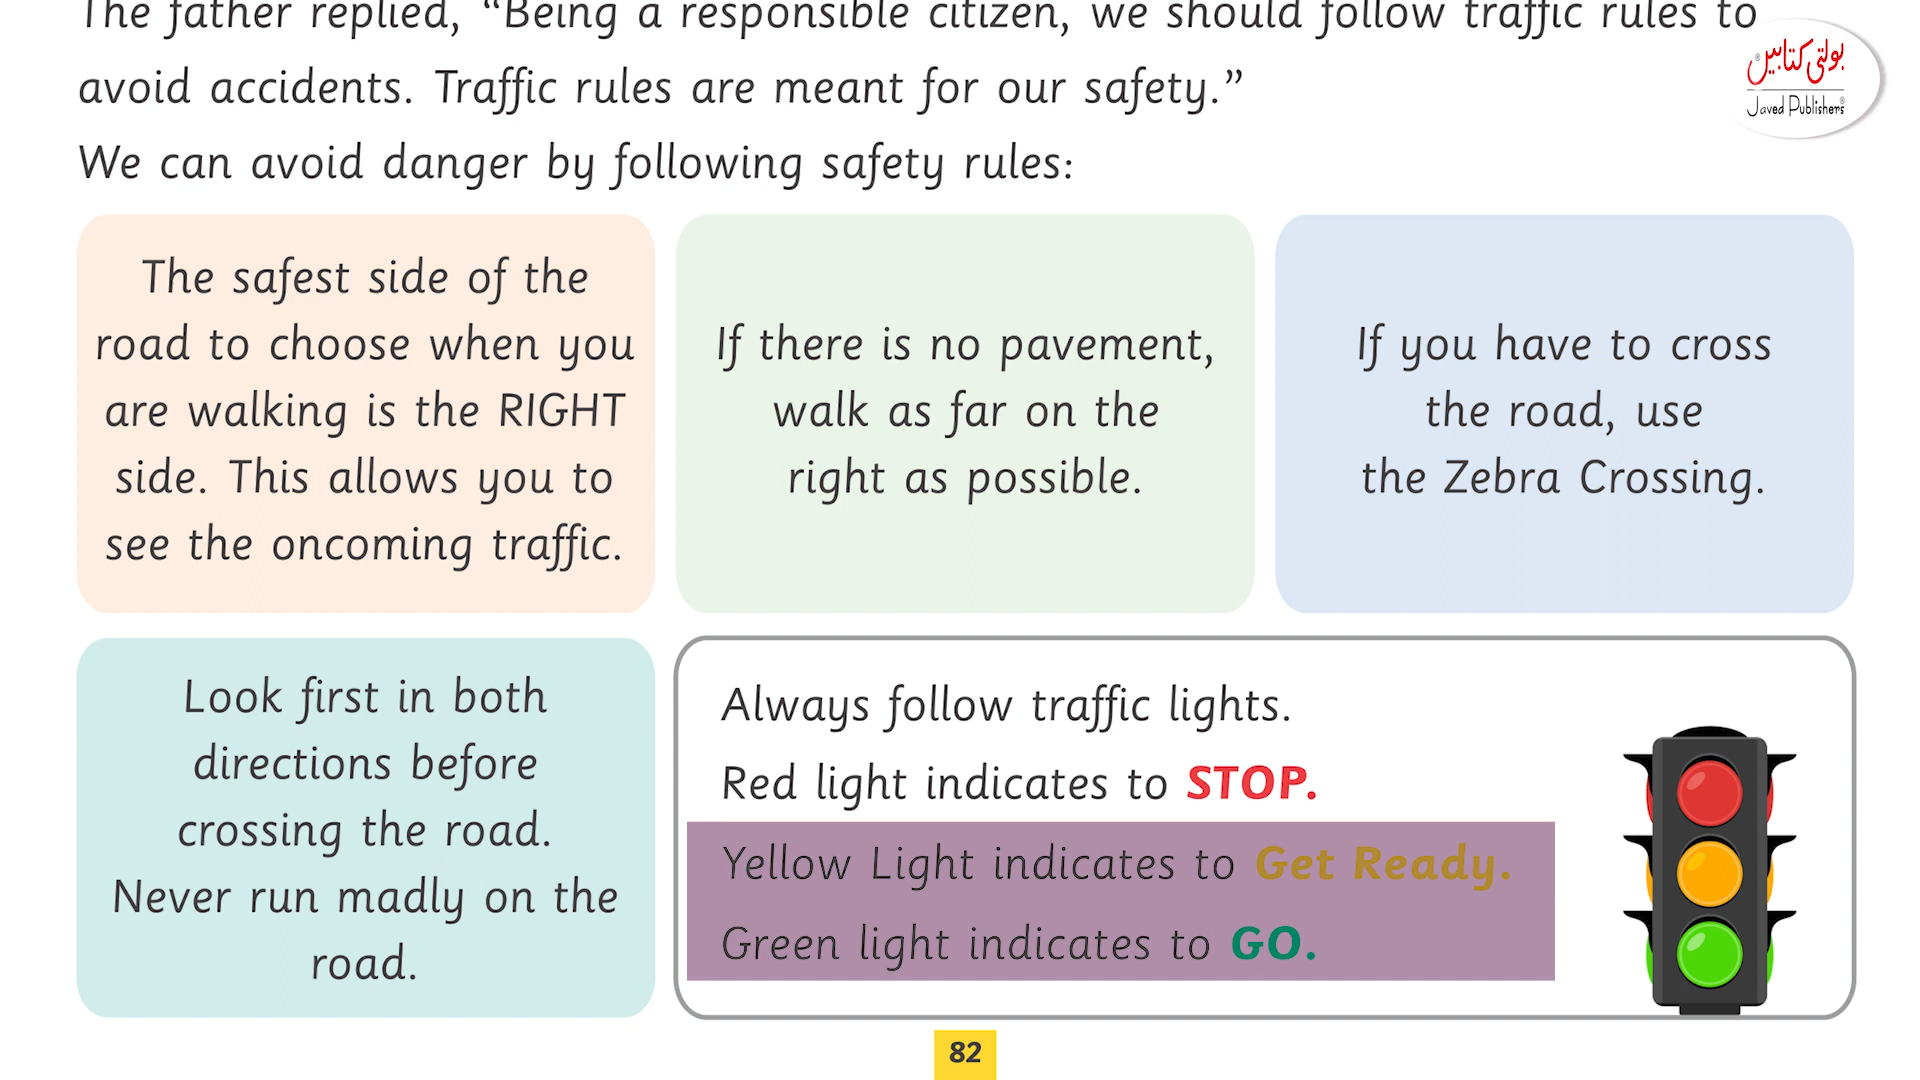 The father replied, “Being a responsible citizen, we should follow traffic rules to
avoid accidents. Traffic rules are meant for our safety.”
We can avoid danger by following safety rules:
بولتی کتابیں
Javed Publishers®
The safest side of the
road to choose when you
are walking is the RIGHT
side. This allows you to
see the oncoming traffic.
If there is no pavement,
walk as far on the
right as possible.
If you have to cross
the road, use
the Zebra Crossing.
Look first in both
directions before
crossing the road.
Never run madly on the
road.
Always follow traffic lights.
Red light indicates to STOP.
Yellow Light indicates to Get Ready.
Green light indicates to GO.
82